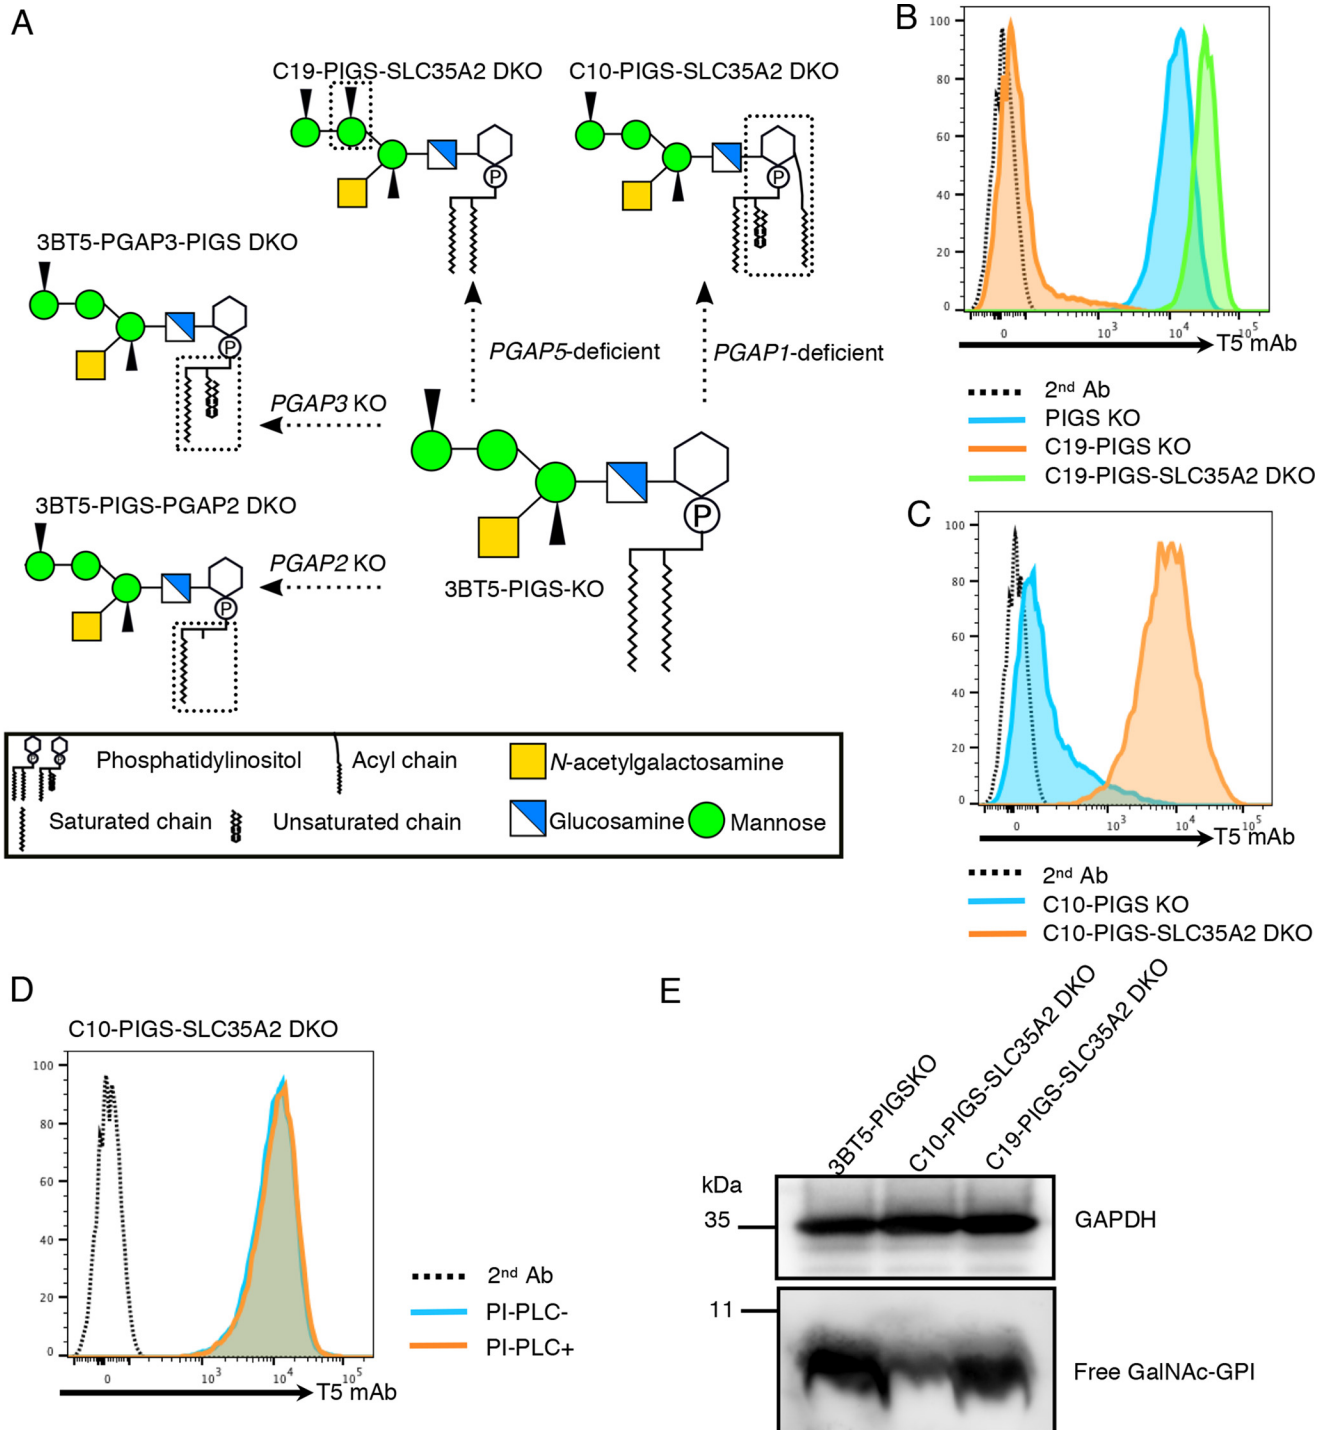 A
C19-PIGS-SLC35A2 DKO
C10-PIGS-SLC35A2 DKO
P
P
3BT5-PGAP3-PIGS DKO
P
PGAP5-deficient
PGAP1-deficient
PGAP3 KO
3BT5-PIGS-PGAP2 DKO
PGAP2 KO
P
P
3BT5-PIGS-KO
P
P
Phosphatidylinositol
Acyl chain
N-acetylgalactosamine
Saturated chain
Unsaturated chain
Glucosamine
Mannose
B
100
80
60
40
20
0
0
10³
10⁴
10⁵
T5 mAb
2nd Ab
PIGS KO
C19-PIGS KO
C19-PIGS-SLC35A2 DKO
C
100
80
60
40
20
0
0
10³
10⁴
10⁵
T5 mAb
2nd Ab
C10-PIGS KO
C10-PIGS-SLC35A2 DKO
D
C10-PIGS-SLC35A2 DKO
100
80
60
40
20
0
0
10³
10⁴
10⁵
T5 mAb
2nd Ab
PI-PLC-
PI-PLC+
E
3BT5-PIGSKO
C10-PIGS-SLC35A2 DKO
C19-PIGS-SLC35A2 DKO
kDa
35
GAPDH
11
Free GalNAc-GPI